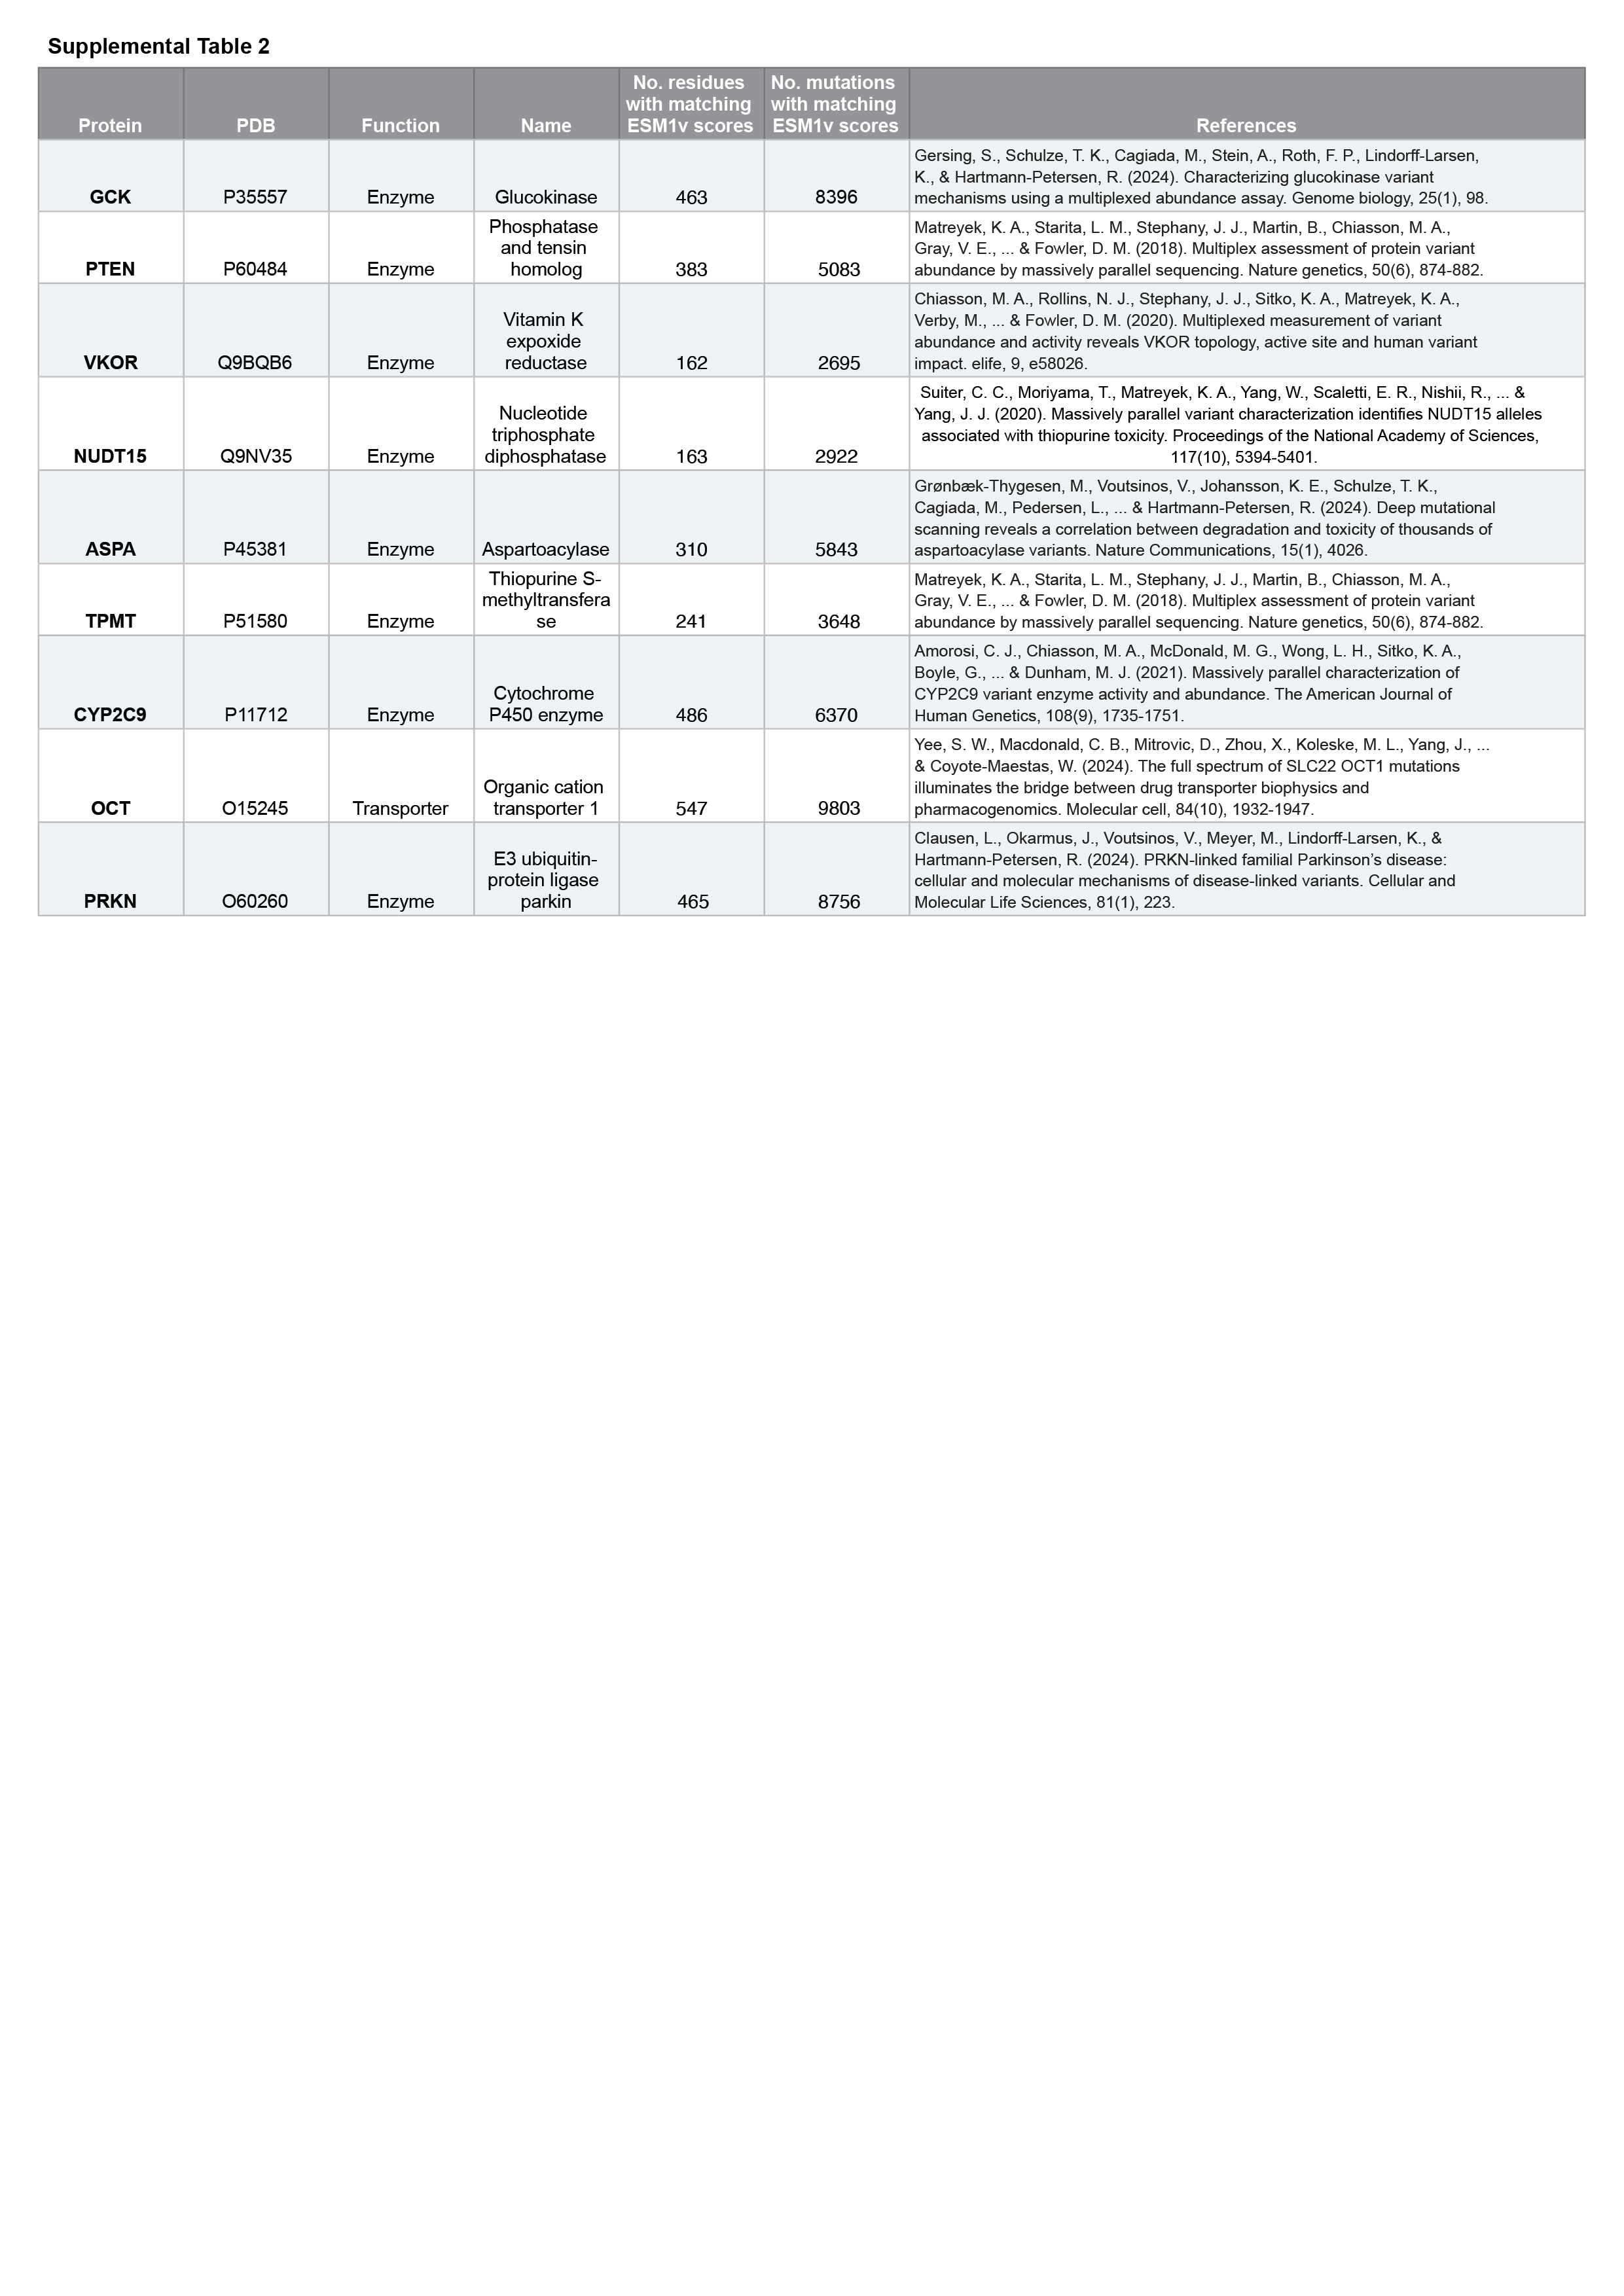 Supplemental Table 2
Protein
PDB
Function
Name
No. residues
with matching
ESM1v scores
No. mutations
with matching
ESM1v scores
References
GCK
P35557
Enzyme
Glucokinase
463
8396
Gersing, S., Schulze, T. K., Cagiada, M., Stein, A., Roth, F. P., Lindorff-Larsen,
K., & Hartmann-Petersen, R. (2024). Characterizing glucokinase variant
mechanisms using a multiplexed abundance assay. Genome biology, 25(1), 98.
PTEN
P60484
Enzyme
Phosphatase
and tensin
homolog
383
5083
Matreyek, K. A., Starita, L. M., Stephany, J. J., Martin, B., Chiasson, M. A.,
Gray, V. E., ... & Fowler, D. M. (2018). Multiplex assessment of protein variant
abundance by massively parallel sequencing. Nature genetics, 50(6), 874-882.
VKOR
Q9BQB6
Enzyme
Vitamin K
expoxide
reductase
162
2695
Chiasson, M. A., Rollins, N. J., Stephany, J. J., Sitko, K. A., Matreyek, K. A.,
Verby, M., ... & Fowler, D. M. (2020). Multiplexed measurement of variant
abundance and activity reveals VKOR topology, active site and human variant
impact. elife, 9, e58026.
NUDT15
Q9NV35
Enzyme
Nucleotide
triphosphate
diphosphatase
163
2922
Suiter, C. C., Moriyama, T., Matreyek, K. A., Yang, W., Scaletti, E. R., Nishii, R., ... &
Yang, J. J. (2020). Massively parallel variant characterization identifies NUDT15 alleles
associated with thiopurine toxicity. Proceedings of the National Academy of Sciences,
117(10), 5394-5401.
ASPA
P45381
Enzyme
Aspartoacylase
310
5843
Grønbæk-Thygesen, M., Voutsinos, V., Johansson, K. E., Schulze, T. K.,
Cagiada, M., Pedersen, L., ... & Hartmann-Petersen, R. (2024). Deep mutational
scanning reveals a correlation between degradation and toxicity of thousands of
aspartoacylase variants. Nature Communications, 15(1), 4026.
TPMT
P51580
Enzyme
Thiopurine S-
methyltransfera
se
241
3648
Matreyek, K. A., Starita, L. M., Stephany, J. J., Martin, B., Chiasson, M. A.,
Gray, V. E., ... & Fowler, D. M. (2018). Multiplex assessment of protein variant
abundance by massively parallel sequencing. Nature genetics, 50(6), 874-882.
CYP2C9
P11712
Enzyme
Cytochrome
P450 enzyme
486
6370
Amorosi, C. J., Chiasson, M. A., McDonald, M. G., Wong, L. H., Sitko, K. A.,
Boyle, G., ... & Dunham, M. J. (2021). Massively parallel characterization of
CYP2C9 variant enzyme activity and abundance. The American Journal of
Human Genetics, 108(9), 1735-1751.
OCT
O15245
Transporter
Organic cation
transporter 1
547
9803
Yee, S. W., Macdonald, C. B., Mitrovic, D., Zhou, X., Koleske, M. L., Yang, J., ...
& Coyote-Maestas, W. (2024). The full spectrum of SLC22 OCT1 mutations
illuminates the bridge between drug transporter biophysics and
pharmacogenomics. Molecular cell, 84(10), 1932-1947.
PRKN
O60260
Enzyme
E3 ubiquitin-
protein ligase
parkin
465
8756
Clausen, L., Okarmus, J., Voutsinos, V., Meyer, M., Lindorff-Larsen, K., &
Hartmann-Petersen, R. (2024). PRKN-linked familial Parkinson’s disease:
cellular and molecular mechanisms of disease-linked variants. Cellular and
Molecular Life Sciences, 81(1), 223.